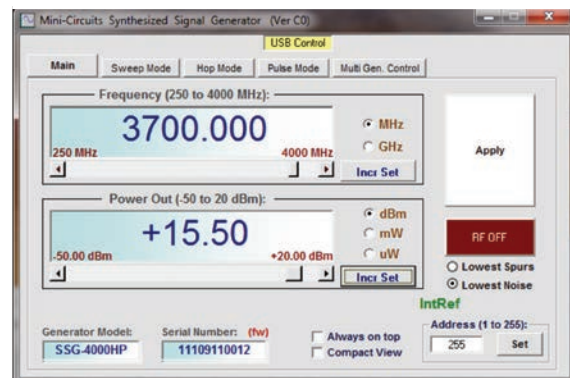 Mini-Circuits Synthesized Signal Generator (Ver C0)
USB Control
Main Sweep Mode Hop Mode Pulse Mode Multi Gen. Control
Frequency (250 to 4000 MHz):
3700.000
MHz
GHz
250 MHz 4000 MHz
Incr Set
Apply
Power Out (-50 to 20 dBm):
+15.50
dBm
mW
uW
-50.00 dBm +20.00 dBm
Incr Set
RF OFF
Lowest Spurs
Lowest Noise
IntRef
Generator Model: Serial Number: (fw)
SSG-4000HP 11109110012
Always on top
Compact View
Address (1 to 255):
255 Set